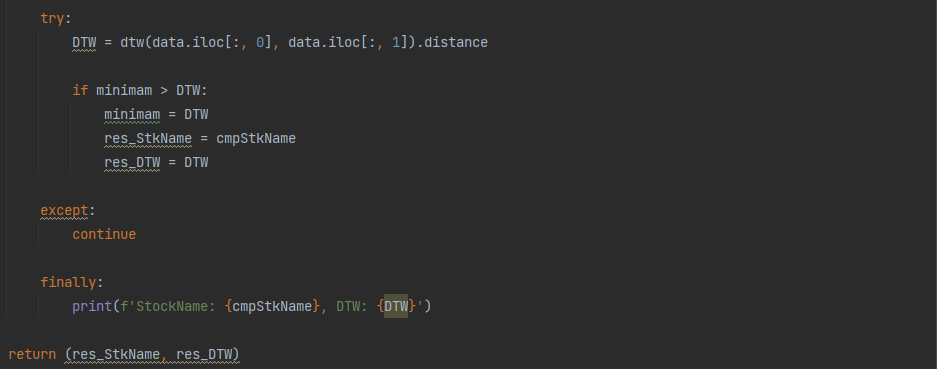 try:
DTW = dtw(data.iloc[:, 0], data.iloc[:, 1]).distance
if minimam > DTW:
minimam = DTW
res_StkName = cmpStkName
res_DTW = DTW
except:
continue
finally:
print(f'StockName: {cmpStkName}, DTW: {DTW}')
return (res_StkName, res_DTW)